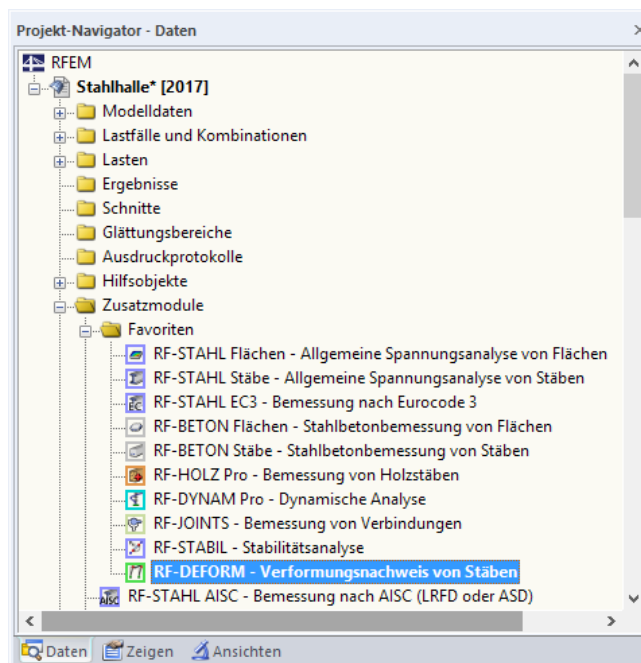 Projekt-Navigator - Daten
RFEM
Stahlhalle* [2017]
Modelldaten
Lastfälle und Kombinationen
Lasten
Ergebnisse
Schnitte
Glättungsbereiche
Ausdruckprotokolle
Hilfsobjekte
Zusatzmodule
Favoriten
RF-STAHL Flächen - Allgemeine Spannungsanalyse von Flächen
RF-STAHL Stäbe - Allgemeine Spannungsanalyse von Stäben
EC RF-STAHL EC3 - Bemessung nach Eurocode 3
RF-BETON Flächen - Stahlbetonbemessung von Flächen
RF-BETON Stäbe - Stahlbetonbemessung von Stäben
RF-HOLZ Pro - Bemessung von Holzstäben
RF-DYNAM Pro - Dynamische Analyse
RF-JOINTS - Bemessung von Verbindungen
RF-STABIL - Stabilitätsanalyse
RF-DEFORM - Verformungsnachweis von Stäben
AISC RF-STAHL AISC - Bemessung nach AISC (LRFD oder ASD)
Daten Zeigen Ansichten